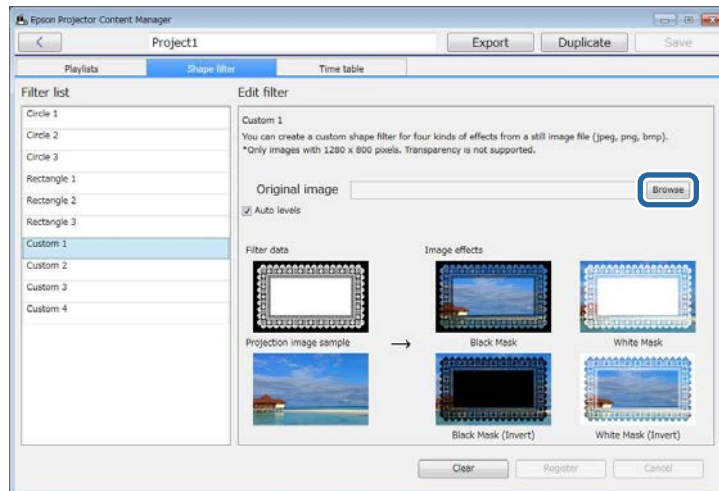 Epson Projector Content Manager
Project1
Export
Duplicate
Save
Playlists
Shape filter
Time table
Filter list
Edit filter
Circle 1
Circle 2
Circle 3
Rectangle 1
Rectangle 2
Rectangle 3
Custom 1
Custom 2
Custom 3
Custom 4
Custom 1
You can create a custom shape filter for four kinds of effects from a still image file (jpeg, png, bmp).
*Only images with 1280 x 800 pixels. Transparency is not supported.
Original image
Browse
Auto levels
Filter data
Image effects
Projection image sample
→
Black Mask
White Mask
Black Mask (Invert)
White Mask (Invert)
Clear
Register
Cancel